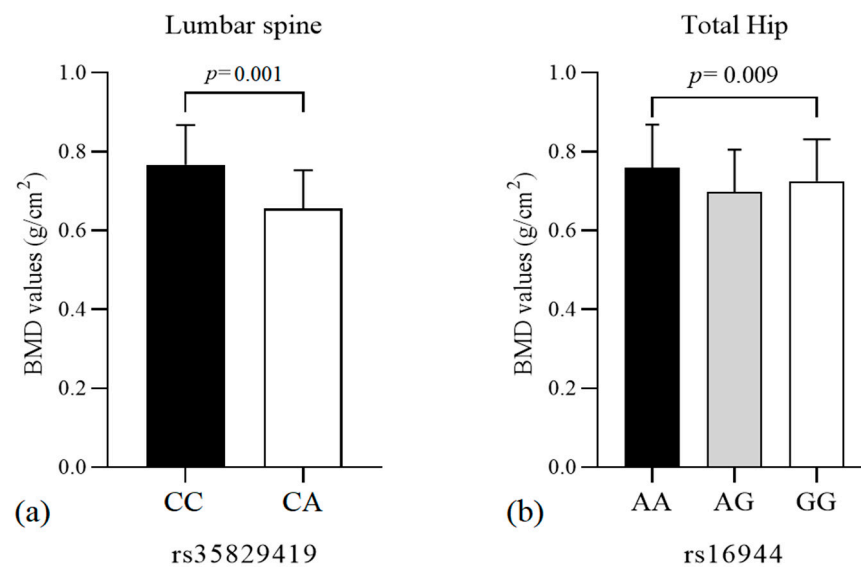 Lumbar spine
p= 0.001
BMD values (g/cm²)
1.0
0.8
0.6
0.4
0.2
0.0
CC CA
(a)
rs35829419
Total Hip
p= 0.009
BMD values (g/cm²)
1.0
0.8
0.6
0.4
0.2
0.0
AA AG GG
(b)
rs16944